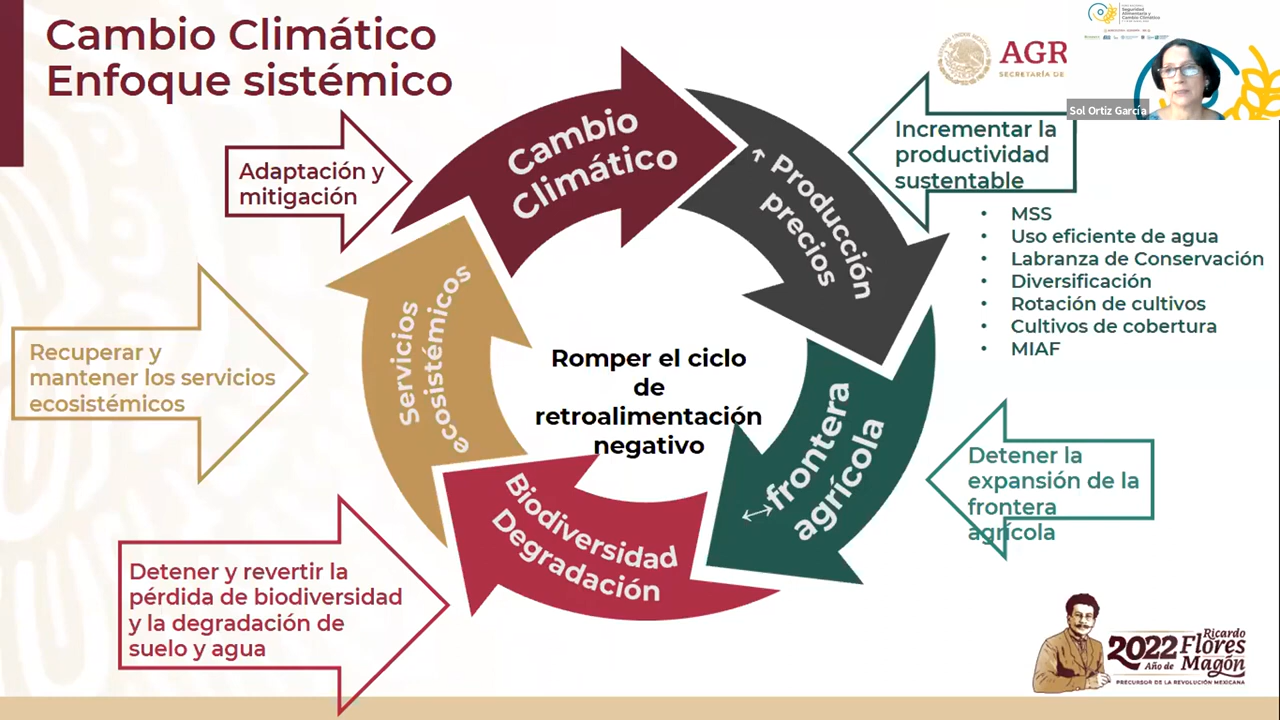 Cambio Climático
Enfoque sistémico
Seguridad
Alimentaria y
Cambio Climático
AGR
SECRETARÍA DE
Sol Ortiz García
Adaptación y
mitigación
Recuperar y
mantener los servicios
ecosistémicos
Detener y revertir la
pérdida de biodiversidad
y la degradación de
suelo y agua
Cambio
Climático
↑ Producción
precios
↔frontera
agrícola
Biodiversidad
Degradación
Servicios
ecosistémicos
Romper el ciclo
de
retroalimentación
negativo
Incrementar la
productividad
sustentable
• MSS
• Uso eficiente de agua
• Labranza de Conservación
• Diversificación
• Rotación de cultivos
• Cultivos de cobertura
• MIAF
Detener la
expansión de la
frontera
agrícola
2022 Ricardo
Flores
Año de Magón
PRECURSOR DE LA REVOLUCIÓN MEXICANA